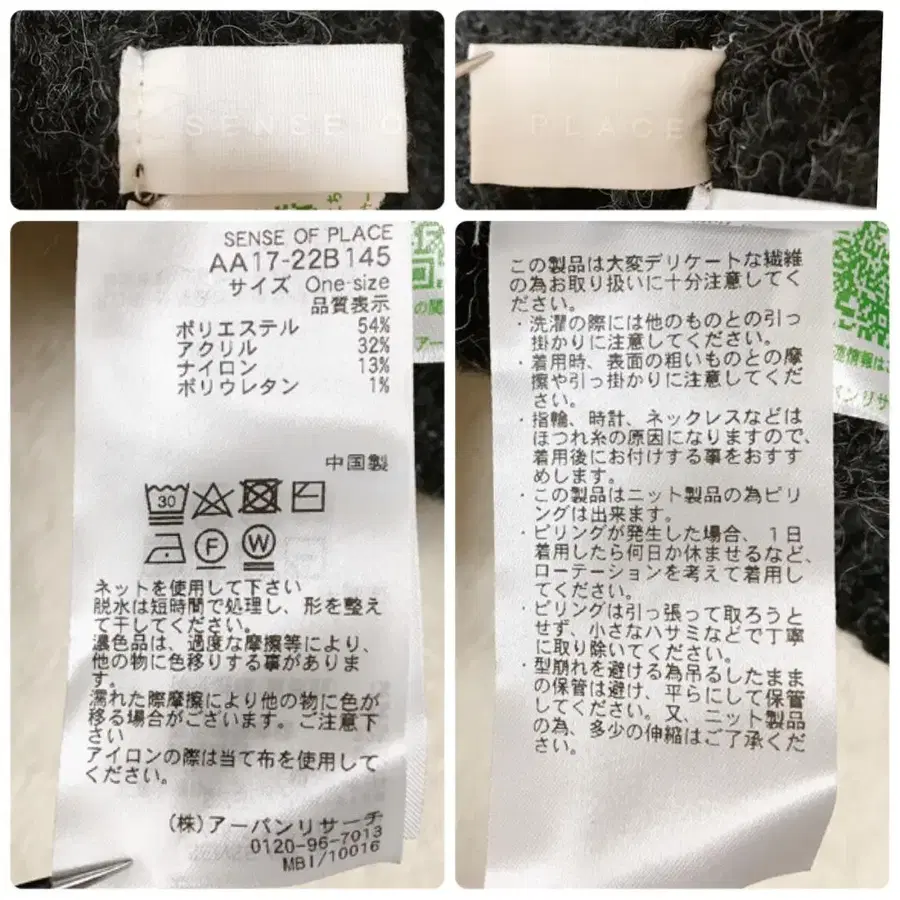 SENSE O
PLACE
SENSE OF PLACE
AA17-22B145
サイズ One-size
品質表示
ポリエステル 54%
アクリル 32%
ナイロン 13%
ポリウレタン 1%
中国製
30
F
W
ネットを使用して下さい
脱水は短時間で処理し、形を整え
て干してください。
濃色品は、過度な摩擦等により、
他の物に色移りする事がありま
す。
濡れた際摩擦により他の物に色が
移る場合がございます。ご注意下
さい
アイロンの際は当て布を使用して
ください。
(株)アーバンリサーチ
0120-96-7013
MBI/10016
の関
アー
この製品は大変デリケートな繊維
の為お取り扱いに十分注意してく
ださい。
・洗濯の際には他のものとの引っ
掛かりに注意してください。
・着用時、表面の粗いものとの摩
擦や引っ掛かりに注意してくだ
さい。
・指輪、時計、ネックレスなどは
ほつれ糸の原因になりますので、
着用後にお付けする事をおすす
めします。
・この製品はニット製品の為ピリ
ングは出来ます。
・ピリングが発生した場合、1日
着用したら何日か休ませるなど、
ローテーションを考えて着用し
てください。
・ピリングは引っ張って取ろうと
せず、小さなハサミなどで丁寧
に取り除いてください。
・型崩れを避ける為吊るしたまま
の保管は避け、平らにして保管
してください。又、ニット製品
の為、多少の伸縮はご了承くだ
さい。
情報は
バンリサ